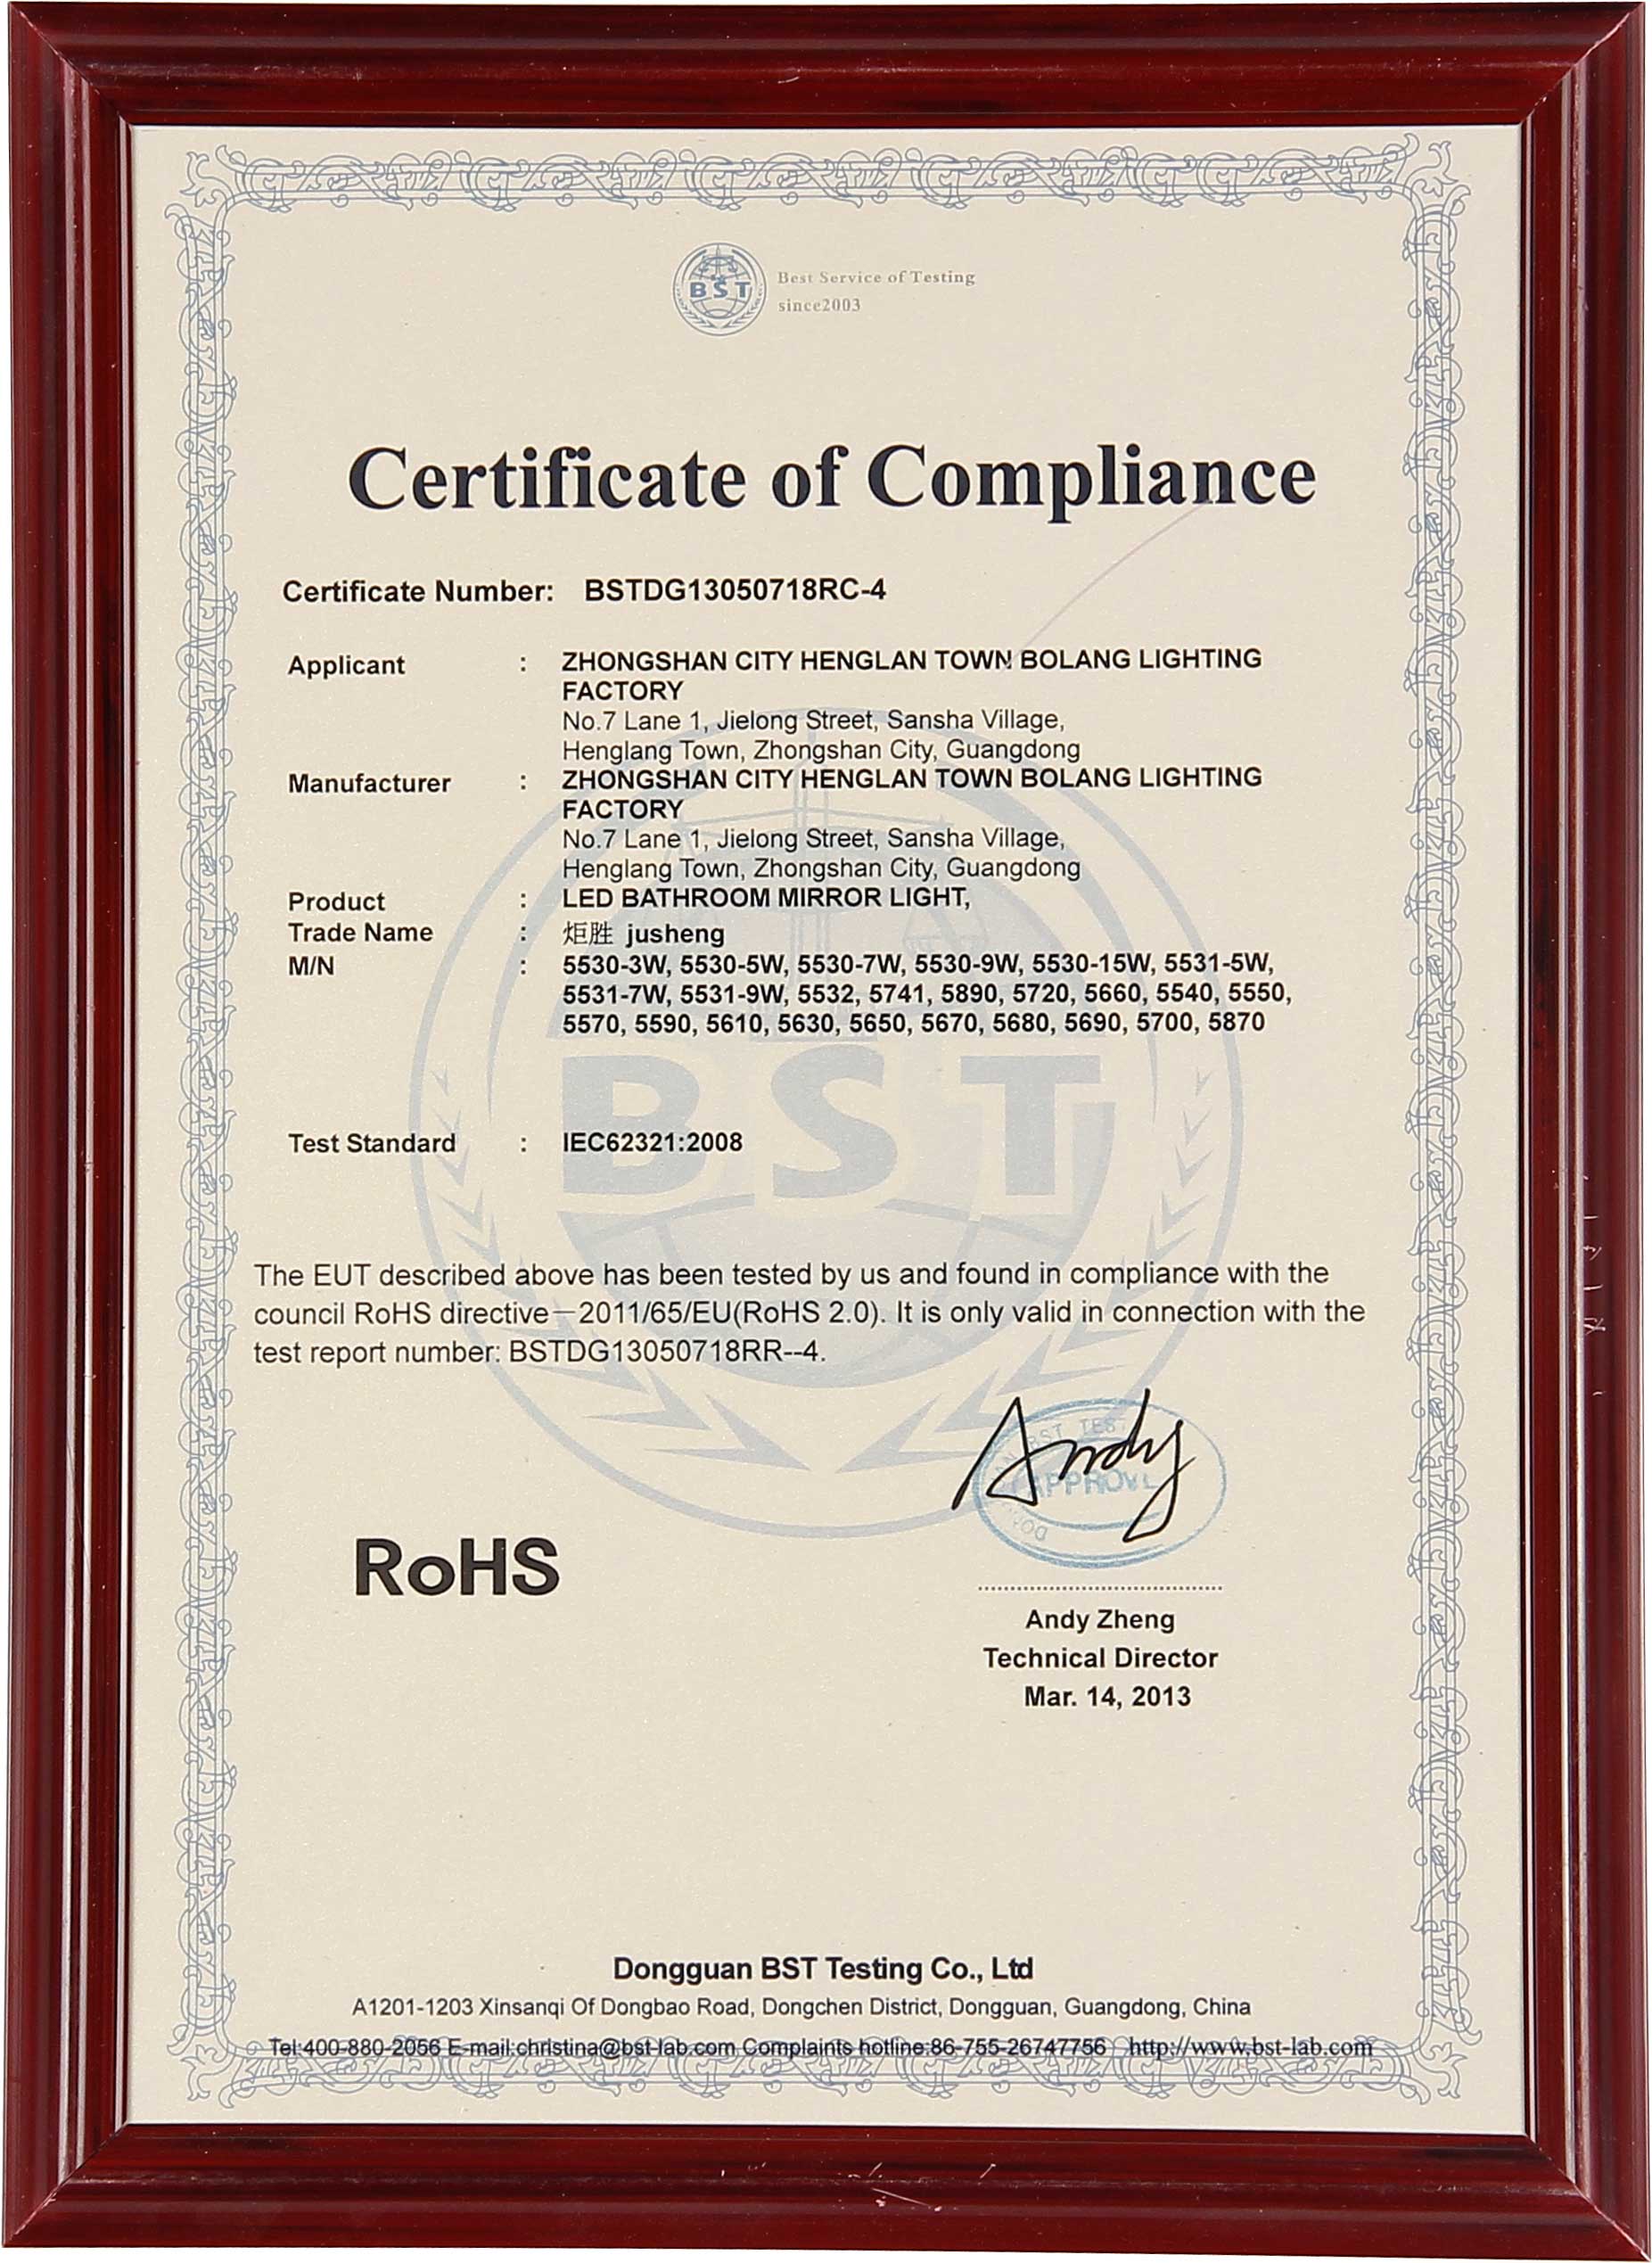 BST
Best Service of Testing
since2003
Certificate of Compliance
Certificate Number: BSTDG13050718RC-4
Applicant : ZHONGSHAN CITY HENGLAN TOWN BOLANG LIGHTING
FACTORY
No.7 Lane 1, Jielong Street, Sansha Village,
Henglang Town, Zhongshan City, Guangdong
Manufacturer : ZHONGSHAN CITY HENGLAN TOWN BOLANG LIGHTING
FACTORY
No.7 Lane 1, Jielong Street, Sansha Village,
Henglang Town, Zhongshan City, Guangdong
Product : LED BATHROOM MIRROR LIGHT,
Trade Name : 炬胜 jusheng
M/N : 5530-3W, 5530-5W, 5530-7W, 5530-9W, 5530-15W, 5531-5W,
5531-7W, 5531-9W, 5532, 5741, 5890, 5720, 5660, 5540, 5550,
5570, 5590, 5610, 5630, 5650, 5670, 5680, 5690, 5700, 5870
BST
Test Standard : IEC62321:2008
The EUT described above has been tested by us and found in compliance with the
council RoHS directive—2011/65/EU(RoHS 2.0). It is only valid in connection with the
test report number: BSTDG13050718RR--4.
Andy
RoHS
Andy Zheng
Technical Director
Mar. 14, 2013
Dongguan BST Testing Co., Ltd
A1201-1203 Xinsanqi Of Dongbao Road, Dongchen District, Dongguan, Guangdong, China
Tel:400-880-2056 E-mail:christina@bst-lab.com Complaints hotline:86-755-26747756 http://www.bst-lab.com